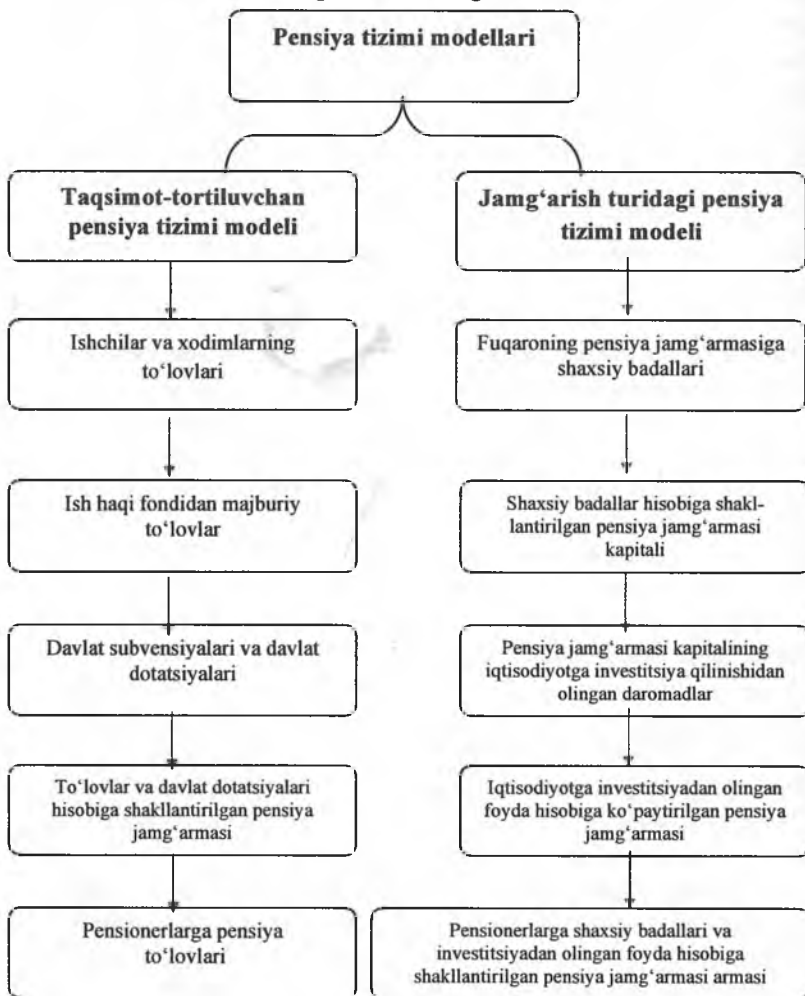 Pensiya tizimi modellari
Taqsimot-tortiluvchan
pensiya tizimi modeli
Ishchilar va xodimlarning
to‘lovlari
Ish haqi fondidan majburiy
to‘lovlar
Davlat subvensiyalari va davlat
dotatsiyalari
To‘lovlar va davlat dotatsiyalari
hisobiga shakllantirilgan pensiya
jamg‘armasi
Pensionerlarga pensiya
to‘lovlari
Jamg‘arish turidagi pensiya
tizimi modeli
Fuqaroning pensiya jamg‘armasiga
shaxsiy badallari
Shaxsiy badallar hisobiga shakl-
lantirilgan pensiya jamg‘armasi
kapitali
Pensiya jamg‘armasi kapitalining
iqtisodiyotga investitsiya qilinishidan
olingan daromadlar
Iqtisodiyotga investitsiyadan olingan
foyda hisobiga ko‘paytirilgan pensiya
jamg‘armasi
Pensionerlarga shaxsiy badallari va
investitsiyadan olingan foyda hisobiga
shakllantirilgan pensiya jamg‘armasi armasi